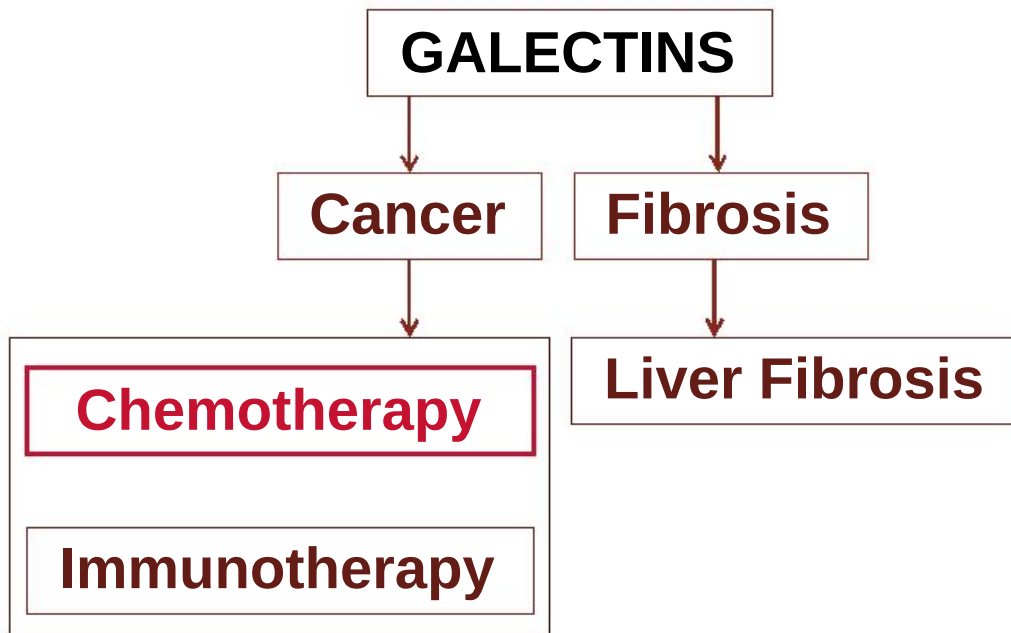 GALECTINS
Cancer
Fibrosis
Chemotherapy
Liver Fibrosis
Immunotherapy